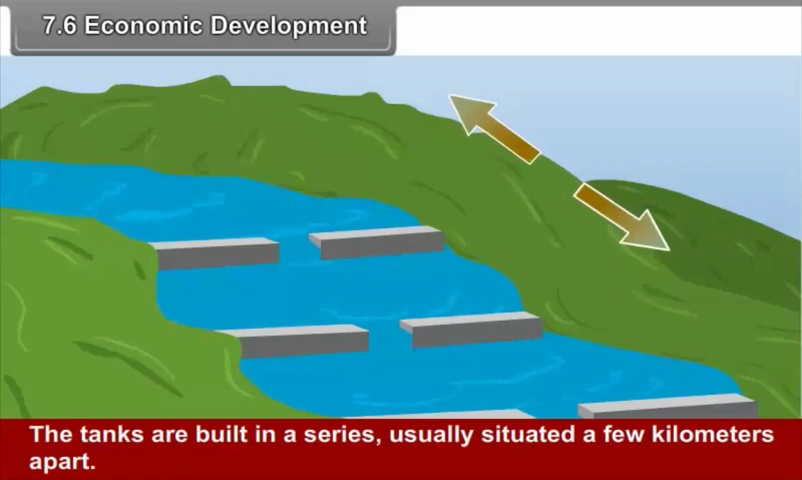 7.6 Economic Development
The tanks are built in a series, usually situated a few kilometers
apart.